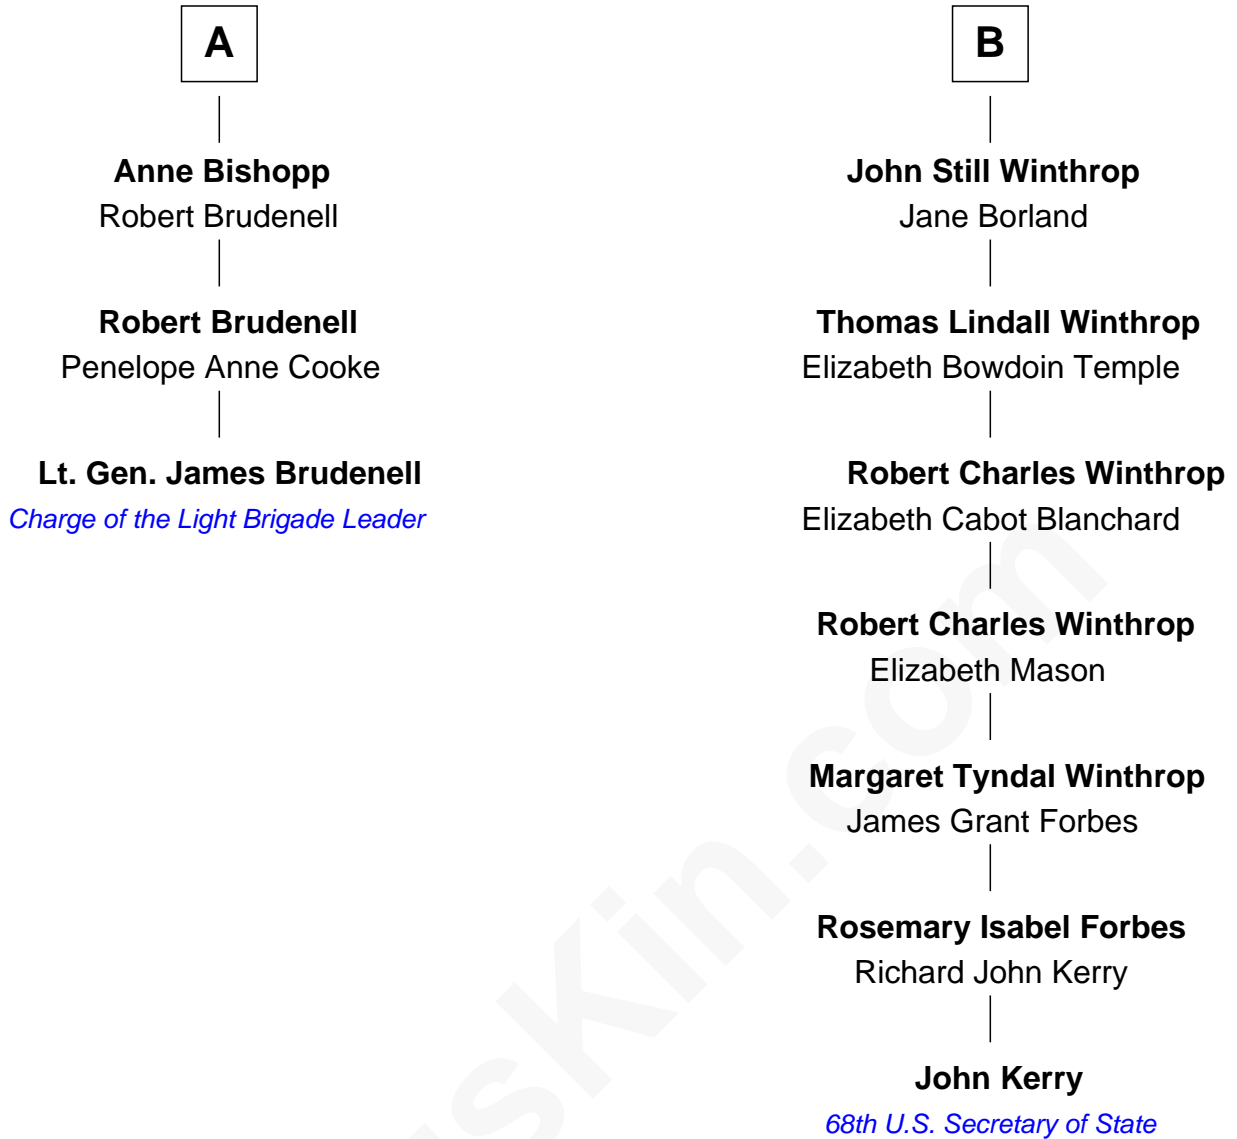 A
Anne Bishopp
Robert Brudenell
Robert Brudenell
Penelope Anne Cooke
Lt. Gen. James Brudenell
Charge of the Light Brigade Leader
B
John Still Winthrop
Jane Borland
Thomas Lindall Winthrop
Elizabeth Bowdoin Temple
Robert Charles Winthrop
Elizabeth Cabot Blanchard
Robert Charles Winthrop
Elizabeth Mason
Margaret Tyndal Winthrop
James Grant Forbes
Rosemary Isabel Forbes
Richard John Kerry
John Kerry
68th U.S. Secretary of State
sKin.com